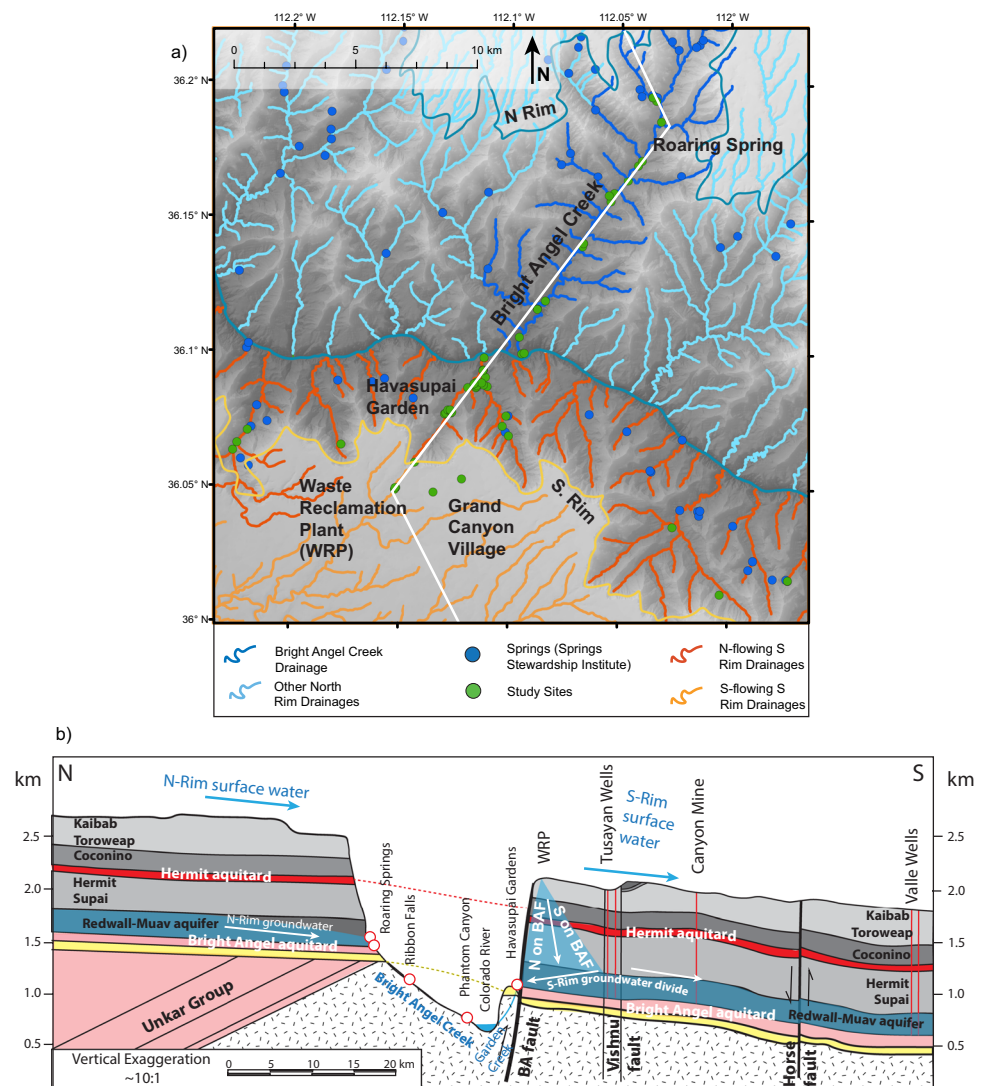 112.2° W 112.15° W 112.1° W 112.05° W 112° W
a)
0 5 10 km
N
36.2° N
N Rim
Roaring Spring
36.15° N
Bright Angel Creek
36.1° N
Havasupai
Garden
36.05° N
Waste
Reclamation
Plant
(WRP)
Grand
Canyon
Village
S. Rim
36° N
Bright Angel Creek
Drainage
Other North
Rim Drainages
Springs (Springs
Stewardship Institute)
Study Sites
N-flowing S
Rim Drainages
S-flowing S
Rim Drainages
b)
km
N
S
km
N-Rim surface water
S-Rim
surface
water
2.5
2.0
1.5
1.0
0.5
Kaibab
Toroweap
Coconino
Hermit aquitard
Hermit
Supai
Redwall-Muav aquifer
N-Rim groundwater
Bright Angel aquitard
Unkar Group
Roaring Springs
Ribbon Falls
Phantom Canyon
Colorado River
Havasupai Gardens
WRP
Tusayan Wells
Canyon Mine
Valle Wells
Bright Angel Creek
Garden
Creek
BA fault
N on BAF
S on BAF
Hermit aquitard
S-Rim groundwater divide
Bright Angel aquitard
Vishnu
fault
Horse
fault
Kaibab
Toroweap
Coconino
Hermit
Supai
Redwall-Muav aquifer
2.5
2.0
1.5
1.0
0.5
Vertical Exaggeration
~10:1
0 5 10 15 20 km